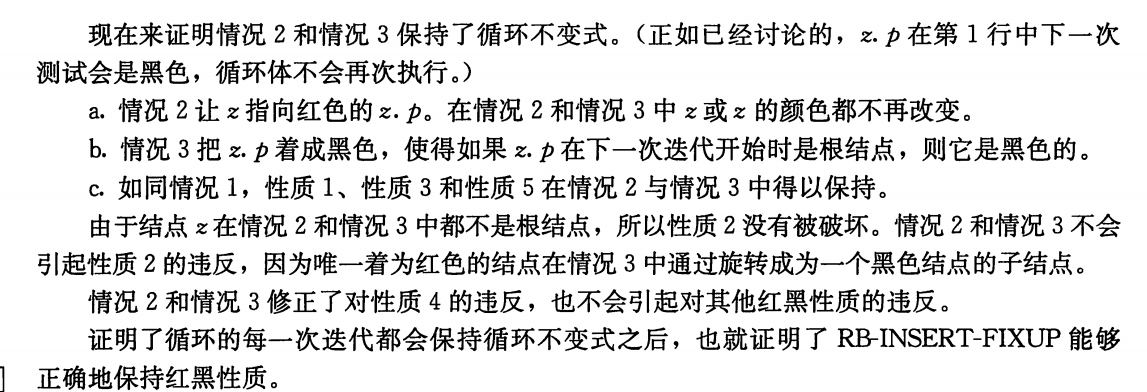 现在来证明情况 2 和情况 3 保持了循环不变式。（正如已经讨论的，z. p 在第 1 行中下一次
测试会是黑色，循环体不会再次执行。）
a. 情况 2 让 z 指向红色的 z. p。在情况 2 和情况 3 中 z 或 z 的颜色都不再改变。
b. 情况 3 把 z. p 着成黑色，使得如果 z. p 在下一次迭代开始时是根结点，则它是黑色的。
c. 如同情况 1，性质 1、性质 3 和性质 5 在情况 2 与情况 3 中得以保持。
由于结点 z 在情况 2 和情况 3 中都不是根结点，所以性质 2 没有被破坏。情况 2 和情况 3 不会
引起性质 2 的违反，因为唯一着为红色的结点在情况 3 中通过旋转成为一个黑色结点的子结点。
情况 2 和情况 3 修正了对性质 4 的违反，也不会引起对其他红黑性质的违反。
证明了循环的每一次迭代都会保持循环不变式之后，也就证明了 RB-INSERT-FIXUP 能够
正确地保持红黑性质。